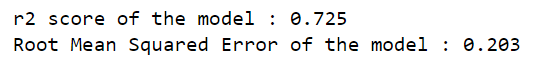 r2 score of the model : 0.725
Root Mean Squared Error of the model : 0.203